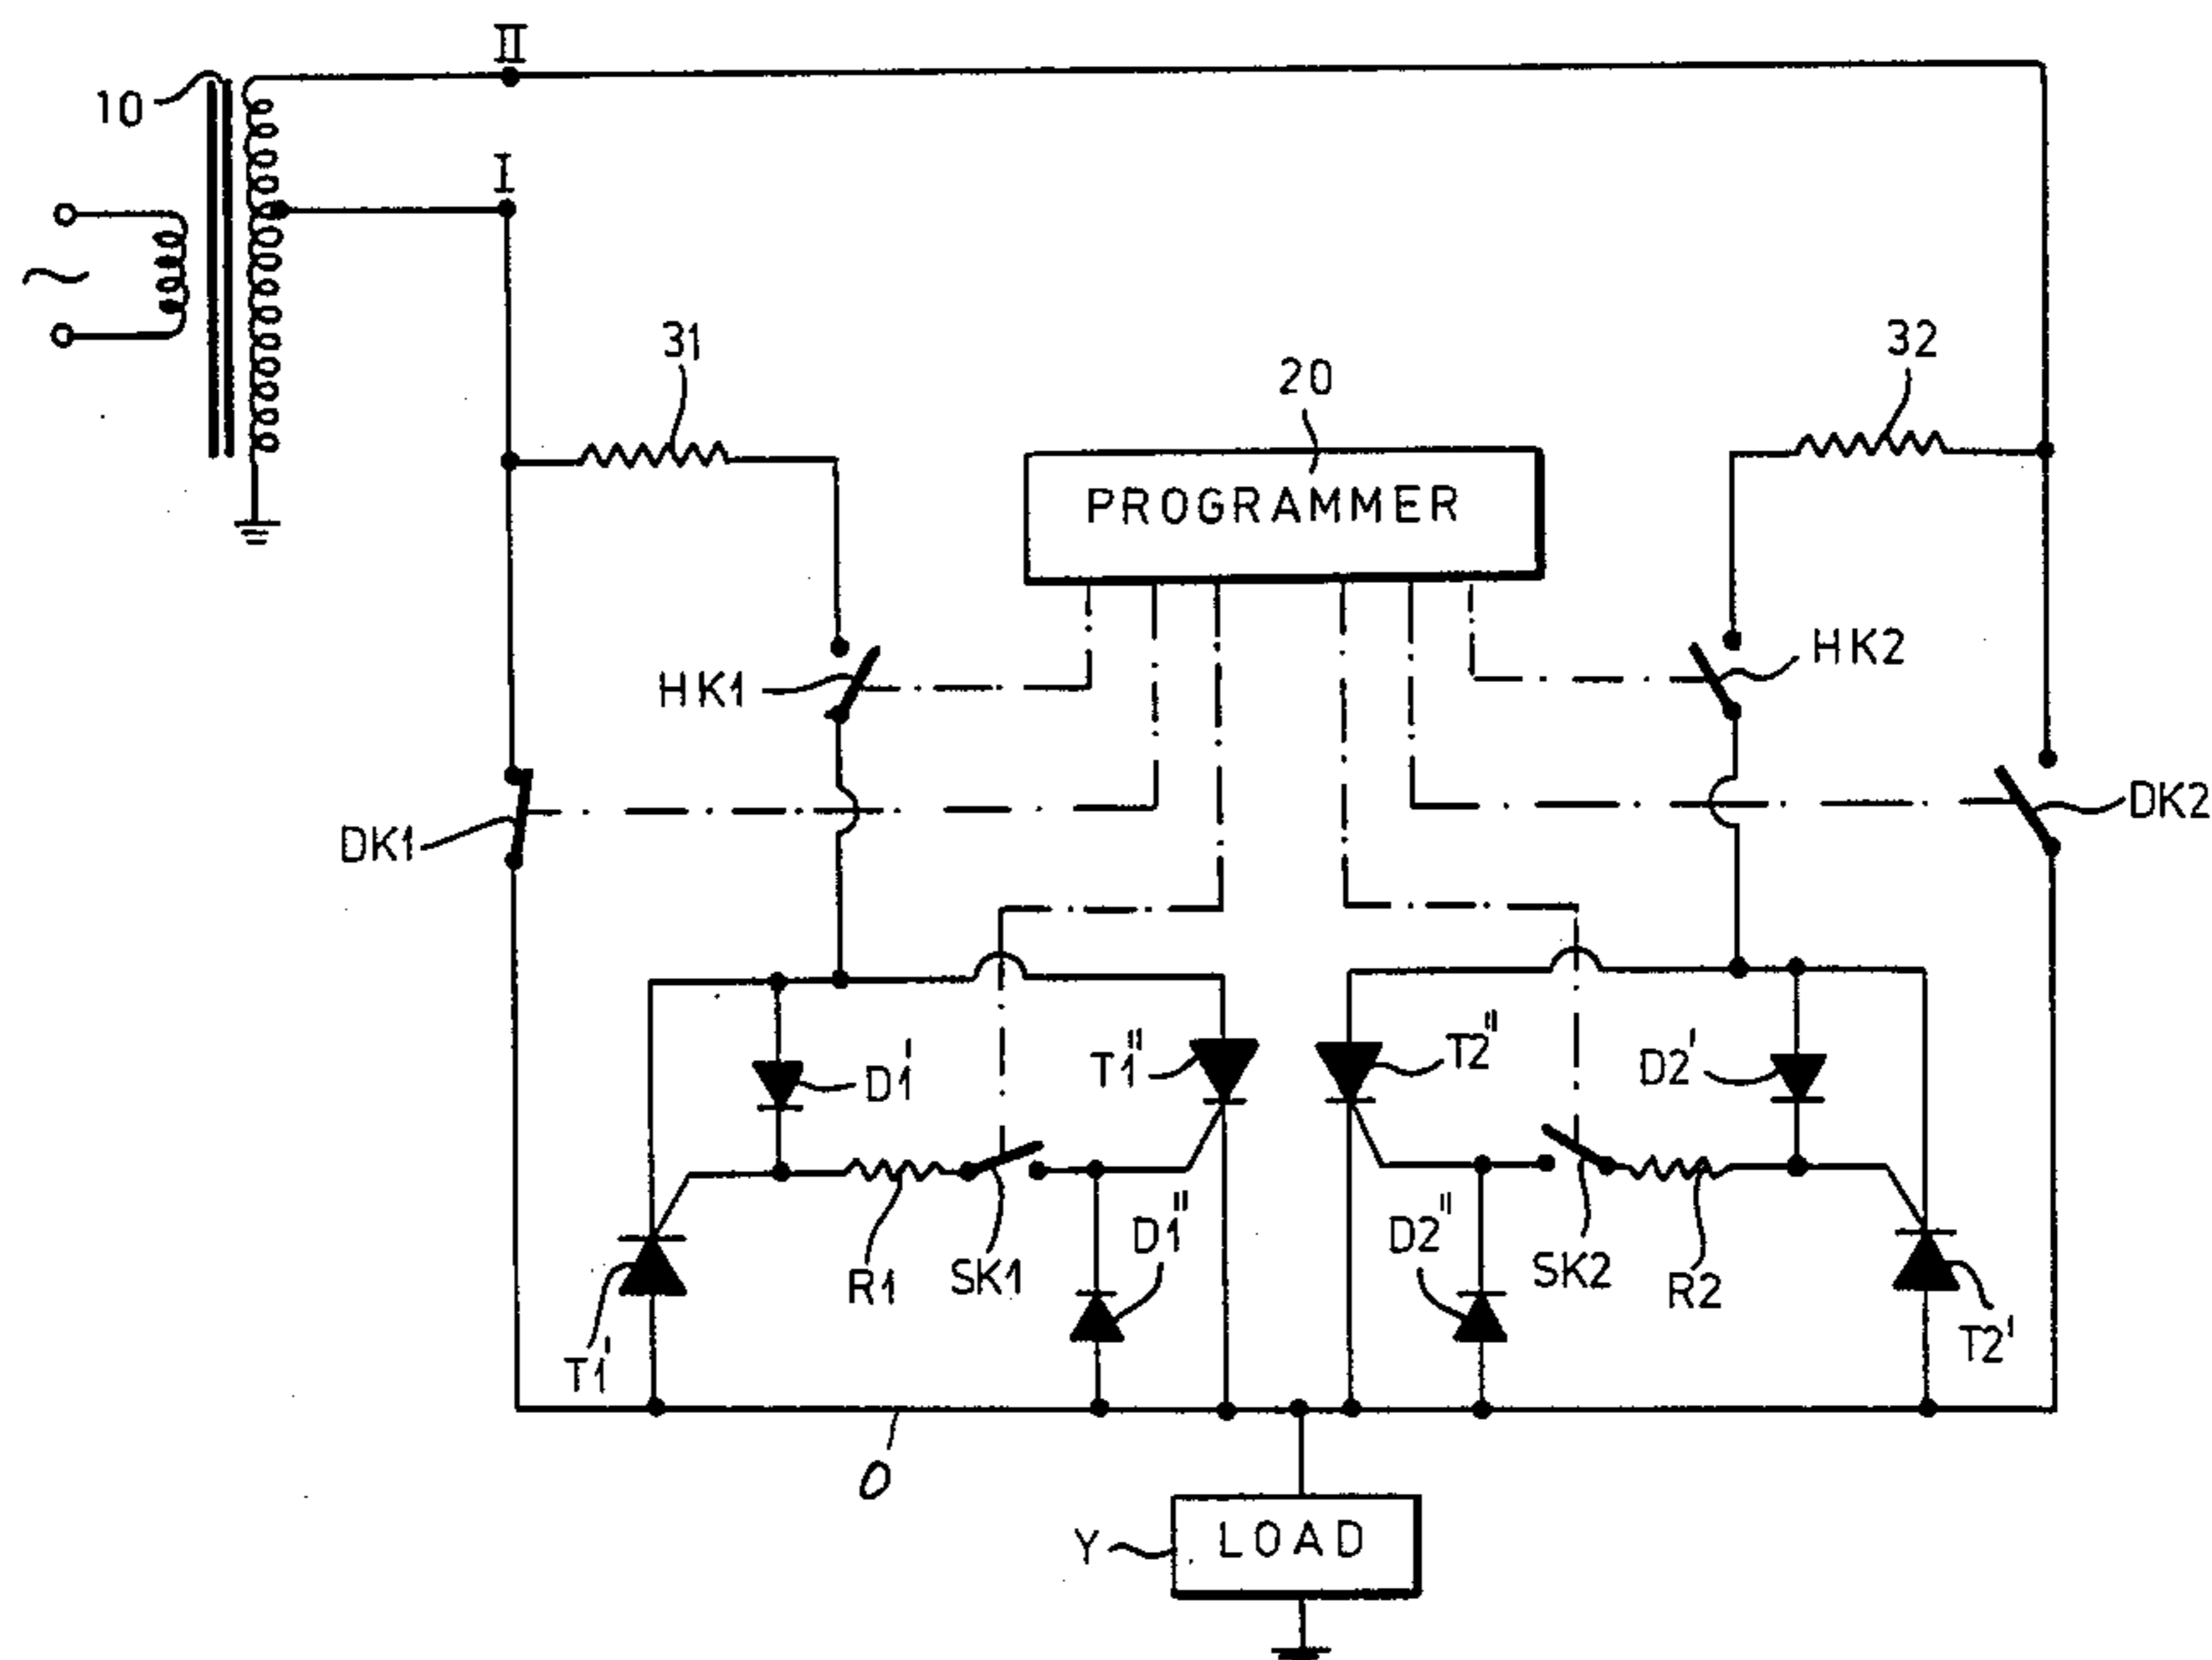 II
10
I
31
32
20
PROGRAMMER
HK1
HK2
DK1
DK2
D1'
T1"
T2"
D2'
R1
SK1
D1"
D2"
SK2
R2
T1'
T2'
O
Y
LOAD